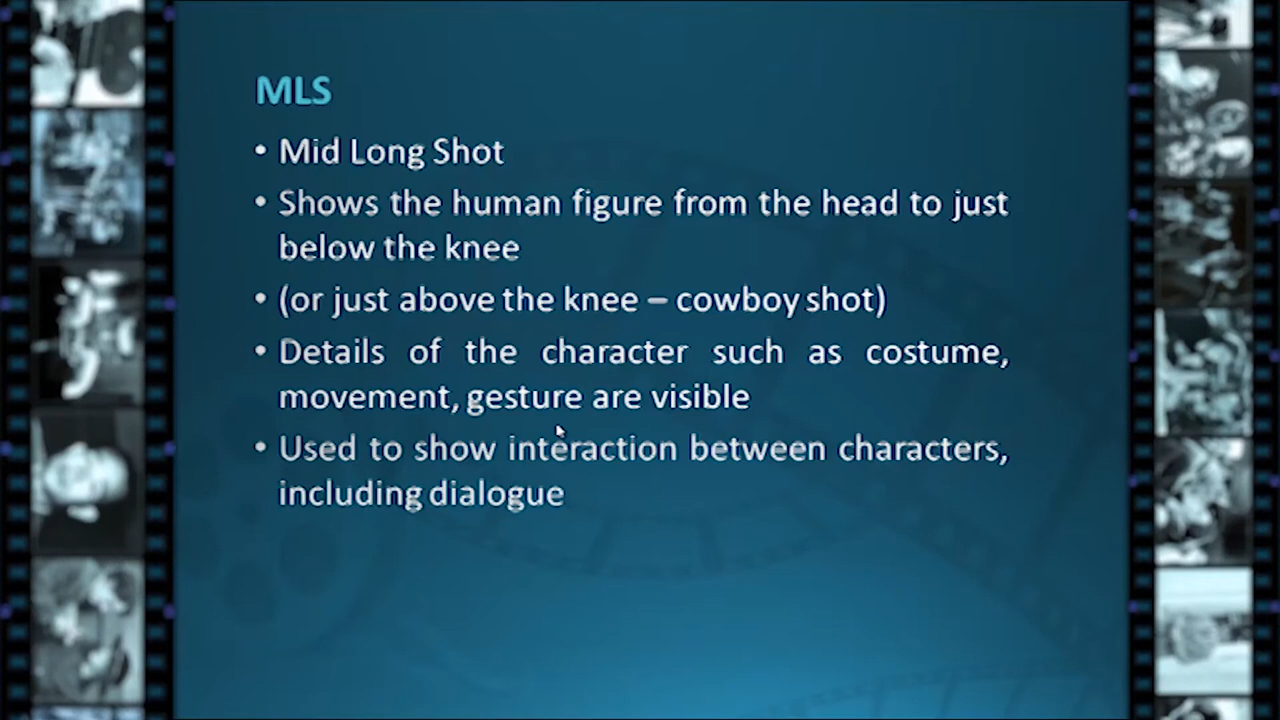 MLS
• Mid Long Shot
• Shows the human figure from the head to just
below the knee
• (or just above the knee – cowboy shot)
• Details of the character such as costume,
movement, gesture are visible
• Used to show interaction between characters,
including dialogue